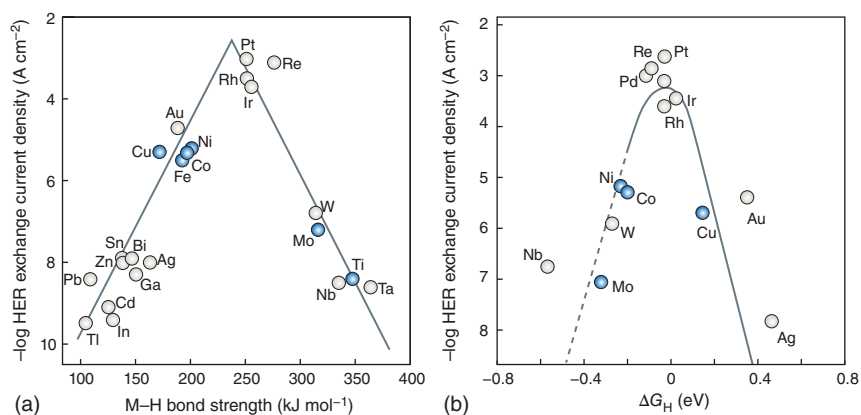 2
4
6
8
10
–log HER exchange current density (A cm⁻²)
Pt
Re
Rh
Ir
Au
Cu
Ni
Co
Fe
W
Mo
Sn
Bi
Zn
Ag
Pb
Ga
Ti
Nb
Ta
Cd
Tl
In
100
150
200
250
300
350
400
(a)
M–H bond strength (kJ mol⁻¹)
2
3
4
5
6
7
8
–log HER exchange current density (A cm⁻²)
Re
Pt
Pd
Ir
Rh
Ni
Co
W
Cu
Au
Nb
Mo
Ag
–0.8
–0.4
0
0.4
0.8
(b)
ΔG_H (eV)